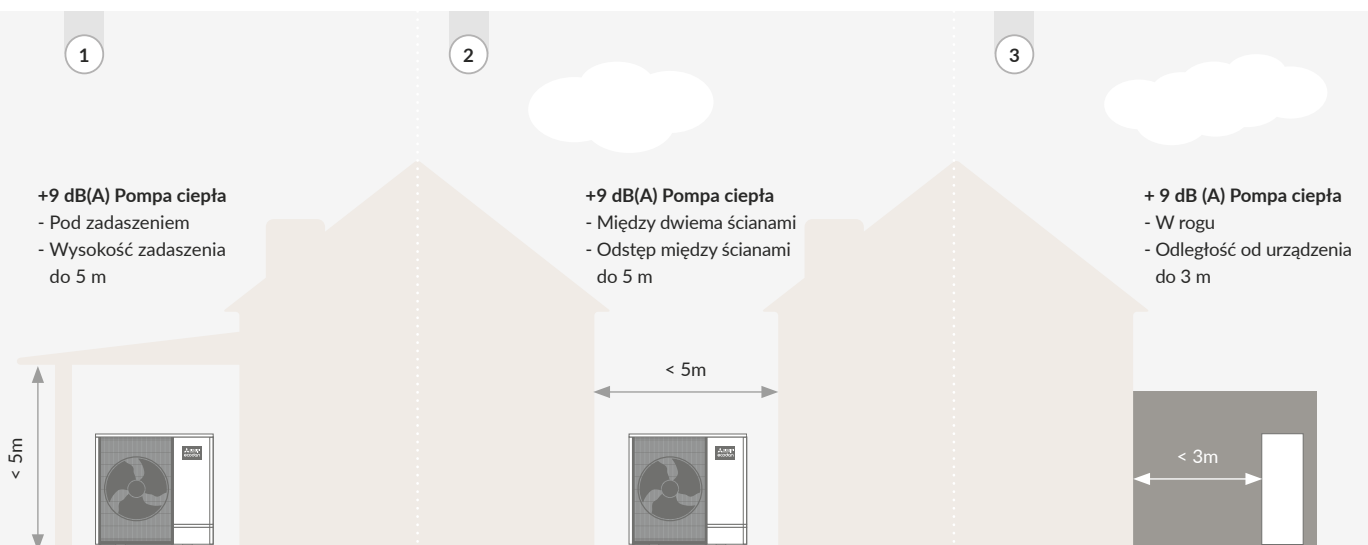 1
2
3
+9 dB(A) Pompa ciepła
- Pod zadaszeniem
- Wysokość zadaszenia
do 5 m
+9 dB(A) Pompa ciepła
- Między dwiema ścianami
- Odstęp między ścianami
do 5 m
+ 9 dB (A) Pompa ciepła
- W rogu
- Odległość od urządzenia
do 3 m
< 5m
< 5m
< 3m
ecodan
ecodan